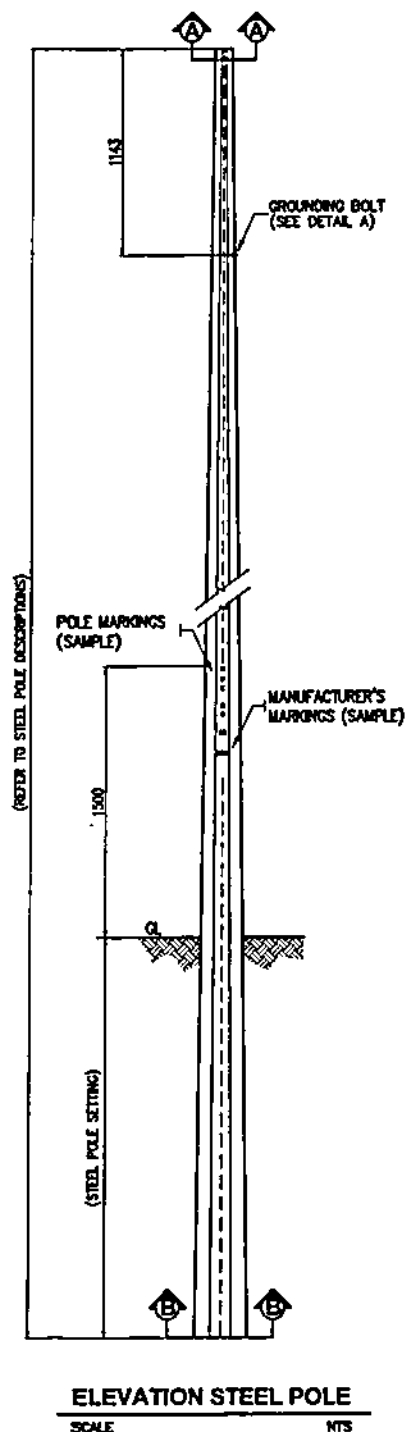 A A
1163
GROUNDING BOLT
(SEE DETAIL A)
(REFER TO STEEL POLE DESCRIPTIONS)
POLE MARKINGS
(SAMPLE)
MANUFACTURER'S
MARKINGS (SAMPLE)
1500
GL
(STEEL POLE SETTING)
B B
ELEVATION STEEL POLE
SCALE NTS